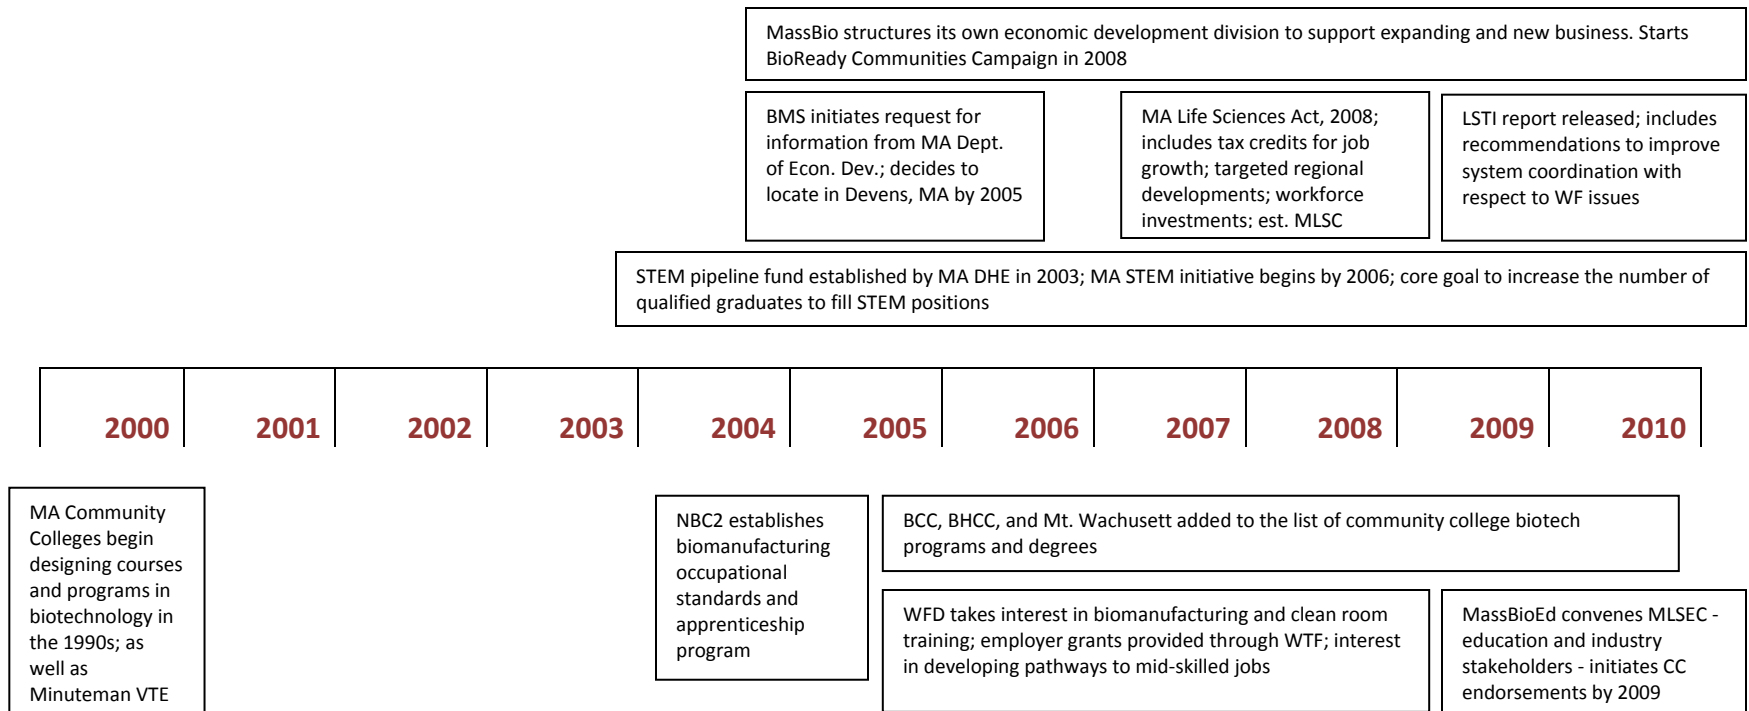 MassBio structures its own economic development division to support expanding and new business. Starts
BioReady Communities Campaign in 2008
BMS initiates request for
information from MA Dept.
of Econ. Dev.; decides to
locate in Devens, MA by 2005
MA Life Sciences Act, 2008;
includes tax credits for job
growth; targeted regional
developments; workforce
investments; est. MLSC
LSTI report released; includes
recommendations to improve
system coordination with
respect to WF issues
STEM pipeline fund established by MA DHE in 2003; MA STEM initiative begins by 2006; core goal to increase the number of
qualified graduates to fill STEM positions
2000 2001 2002 2003 2004 2005 2006 2007 2008 2009 2010
MA Community
Colleges begin
designing courses
and programs in
biotechnology in
the 1990s; as
well as
Minuteman VTE
NBC2 establishes
biomanufacturing
occupational
standards and
apprenticeship
program
BCC, BHCC, and Mt. Wachusett added to the list of community college biotech
programs and degrees
WFD takes interest in biomanufacturing and clean room
training; employer grants provided through WTF; interest
in developing pathways to mid-skilled jobs
MassBioEd convenes MLSEC -
education and industry
stakeholders - initiates CC
endorsements by 2009